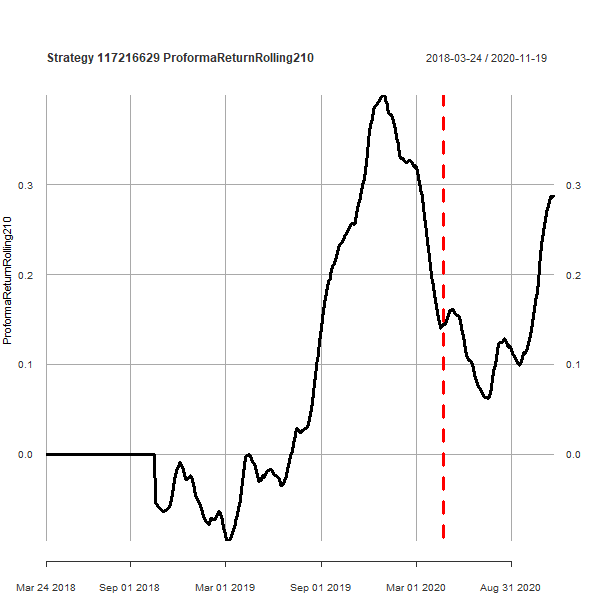 Strategy 117216629 ProformaReturnRolling210
2018-03-24 / 2020-11-19
ProformaReturnRolling210
0.3 0.3
0.2 0.2
0.1 0.1
0.0 0.0
Mar 24 2018 Sep 01 2018 Mar 01 2019 Sep 01 2019 Mar 01 2020 Aug 31 2020